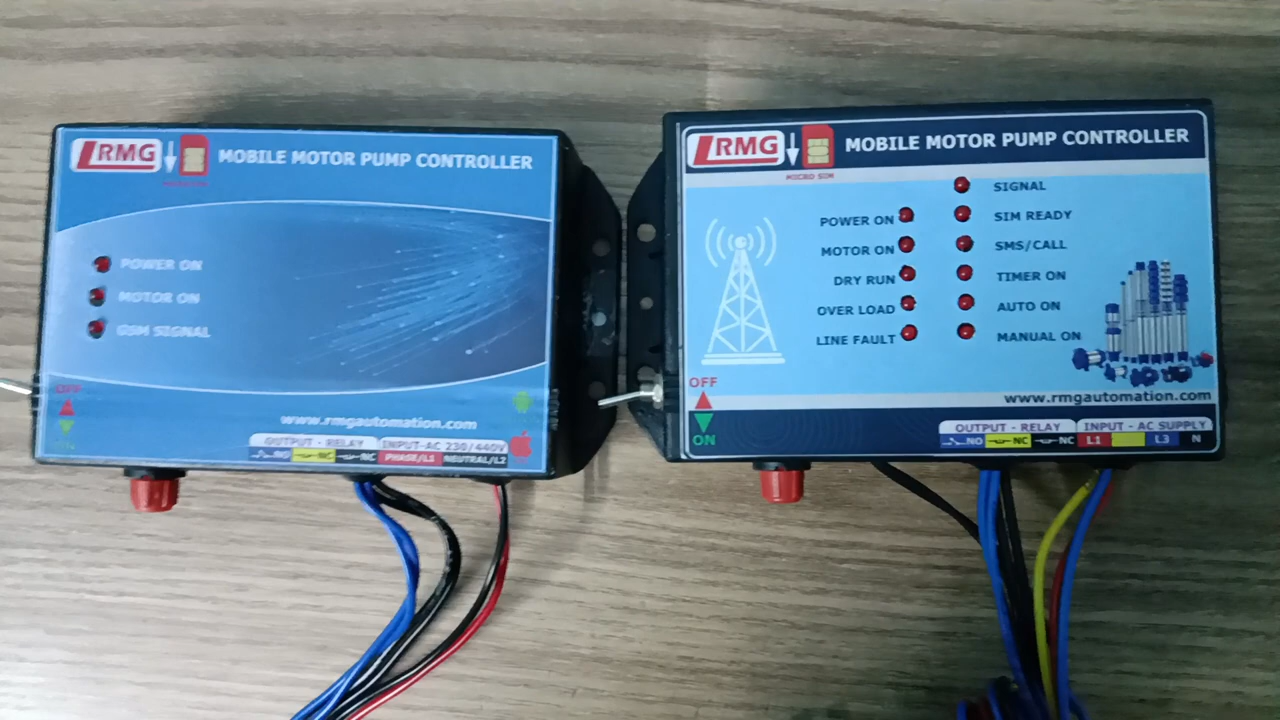 RMG
MOBILE MOTOR PUMP CONTROLLER
MICRO SIM
POWER ON
MOTOR ON
GSM SIGNAL
OFF
ON
www.rmgautomation.com
OUTPUT - RELAY
INPUT-AC 230/440V
NO
NC
NC
PHASE/L1
NEUTRAL/L2
RMG
MOBILE MOTOR PUMP CONTROLLER
MICRO SIM
SIGNAL
POWER ON
SIM READY
MOTOR ON
SMS/CALL
DRY RUN
TIMER ON
OVER LOAD
AUTO ON
LINE FAULT
MANUAL ON
OFF
ON
www.rmgautomation.com
OUTPUT - RELAY
INPUT - AC SUPPLY
NO
NC
NC
L1
L3
N